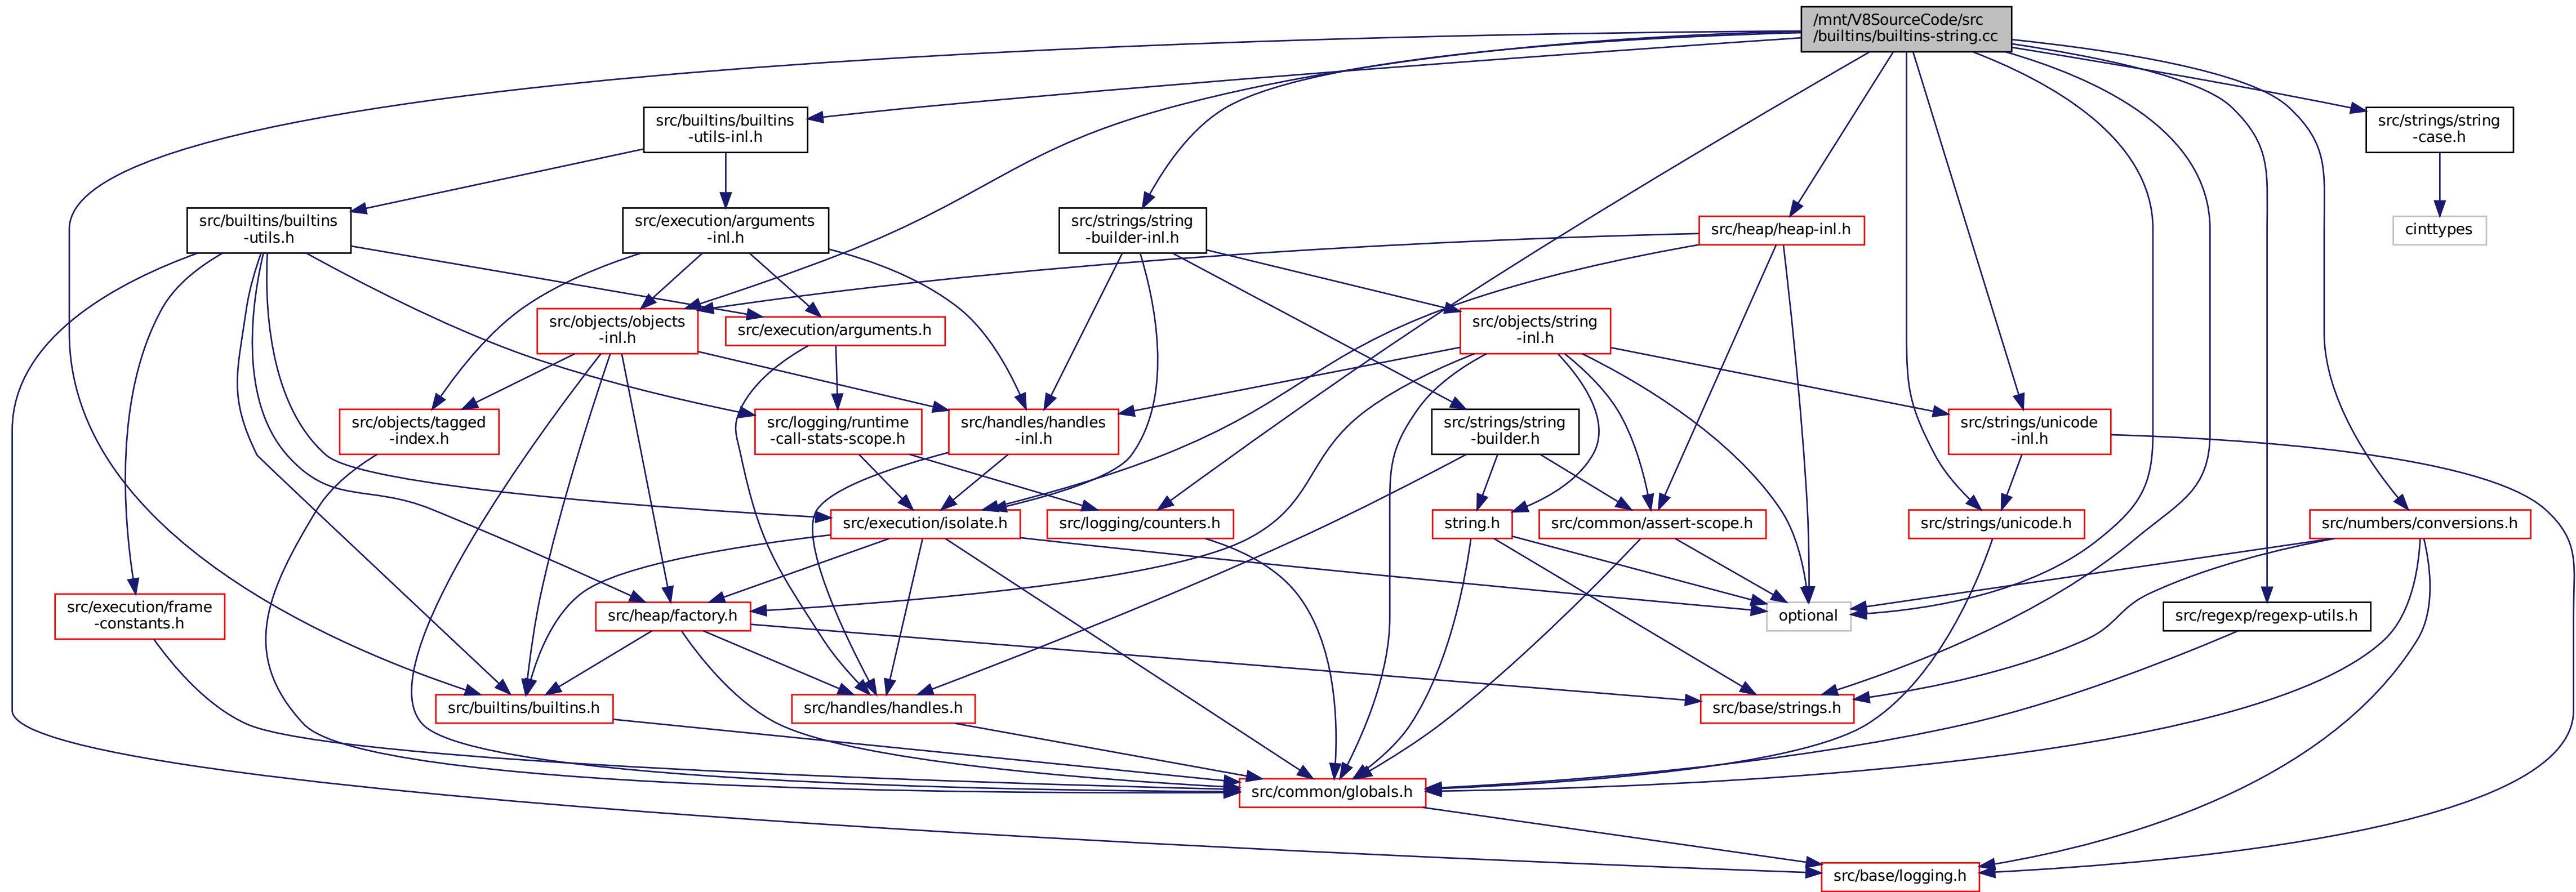 /mnt/V8SourceCode/src
/builtins/builtins-string.cc
src/builtins/builtins
-utils-inl.h
src/strings/string
-case.h
src/builtins/builtins
-utils.h
src/execution/arguments
-inl.h
src/strings/string
-builder-inl.h
src/heap/heap-inl.h
cinttypes
src/objects/objects
-inl.h
src/execution/arguments.h
src/objects/string
-inl.h
src/objects/tagged
-index.h
src/logging/runtime
-call-stats-scope.h
src/handles/handles
-inl.h
src/strings/string
-builder.h
src/strings/unicode
-inl.h
src/execution/isolate.h
src/logging/counters.h
string.h
src/common/assert-scope.h
src/strings/unicode.h
src/numbers/conversions.h
src/execution/frame
-constants.h
src/heap/factory.h
optional
src/regexp/regexp-utils.h
src/builtins/builtins.h
src/handles/handles.h
src/base/strings.h
src/common/globals.h
src/base/logging.h